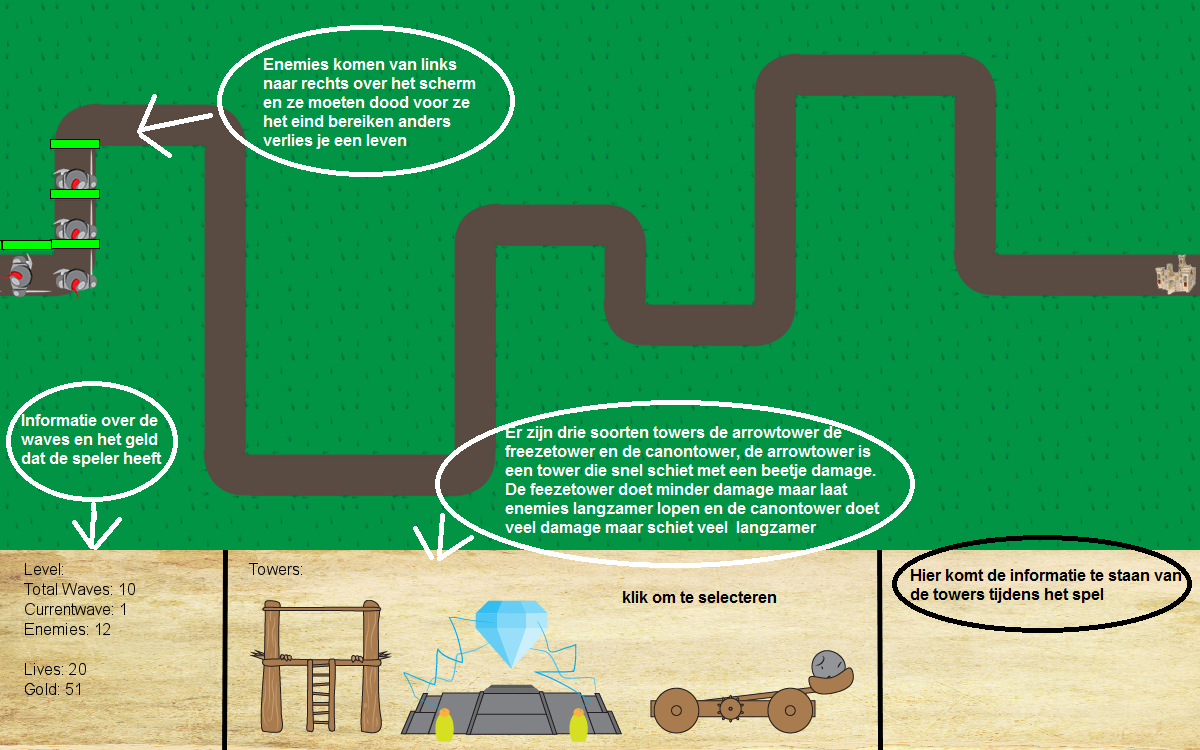 Enemies komen van links
naar rechts over het scherm
en ze moeten dood voor ze
het eind bereiken anders
verlies je een leven
Informatie over de
waves en het geld
dat de speler heeft
Er zijn drie soorten towers de arrowtower de
freezetower en de canontower, de arrowtower is
een tower die snel schiet met een beetje damage.
De feezetower doet minder damage maar laat
enemies langzamer lopen en de canontower doet
veel damage maar schiet veel  langzamer
Level:
Total Waves: 10
Currentwave: 1
Enemies: 12
Lives: 20
Gold: 51
Towers:
klik om te selecteren
Hier komt de informatie te staan van
de towers tijdens het spel